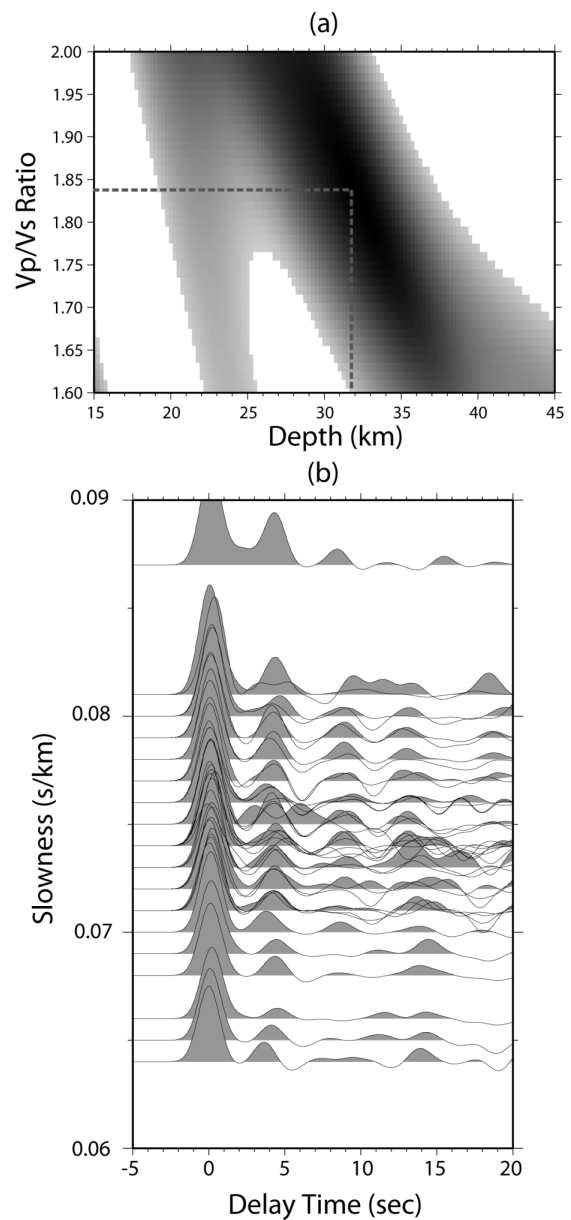 (a)
2.00
1.95
1.90
1.85
1.80
1.75
1.70
1.65
1.60
Vp/Vs Ratio
15 20 25 30 35 40 45
Depth (km)
(b)
0.09
0.08
0.07
0.06
Slowness (s/km)
-5 0 5 10 15 20
Delay Time (sec)